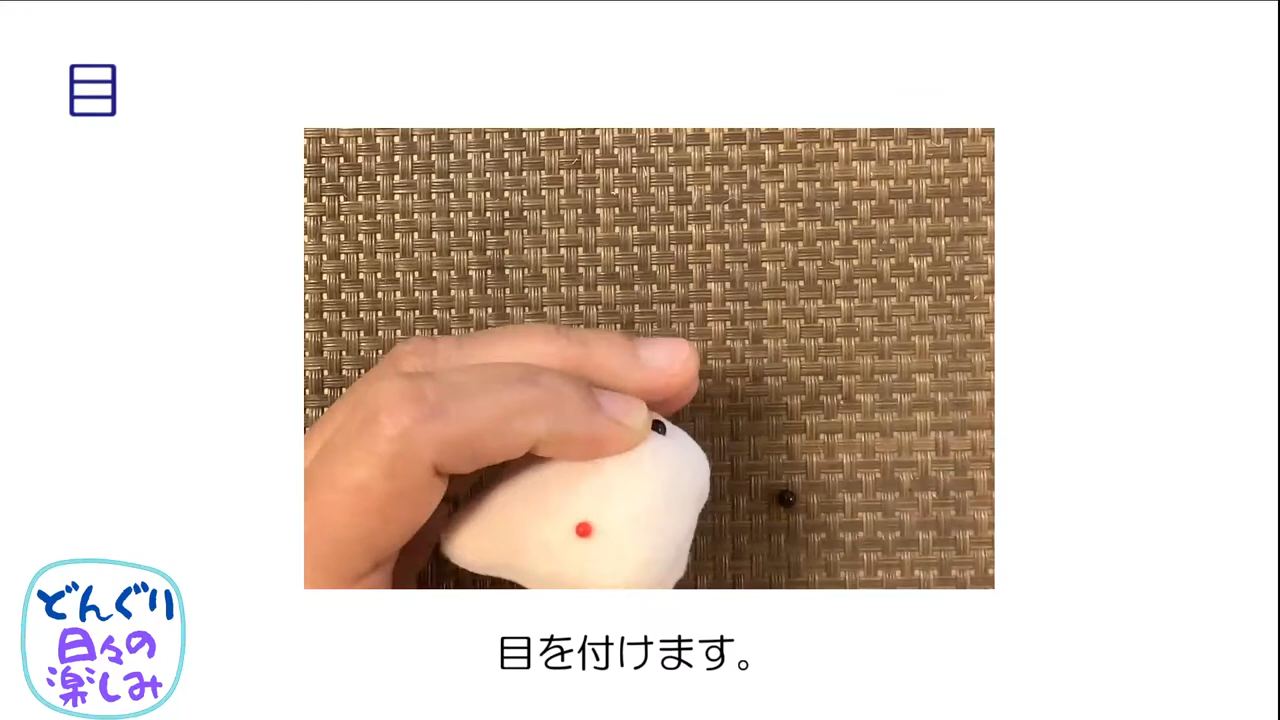 目
目を付けます。
どんぐり
日々の
楽しみ